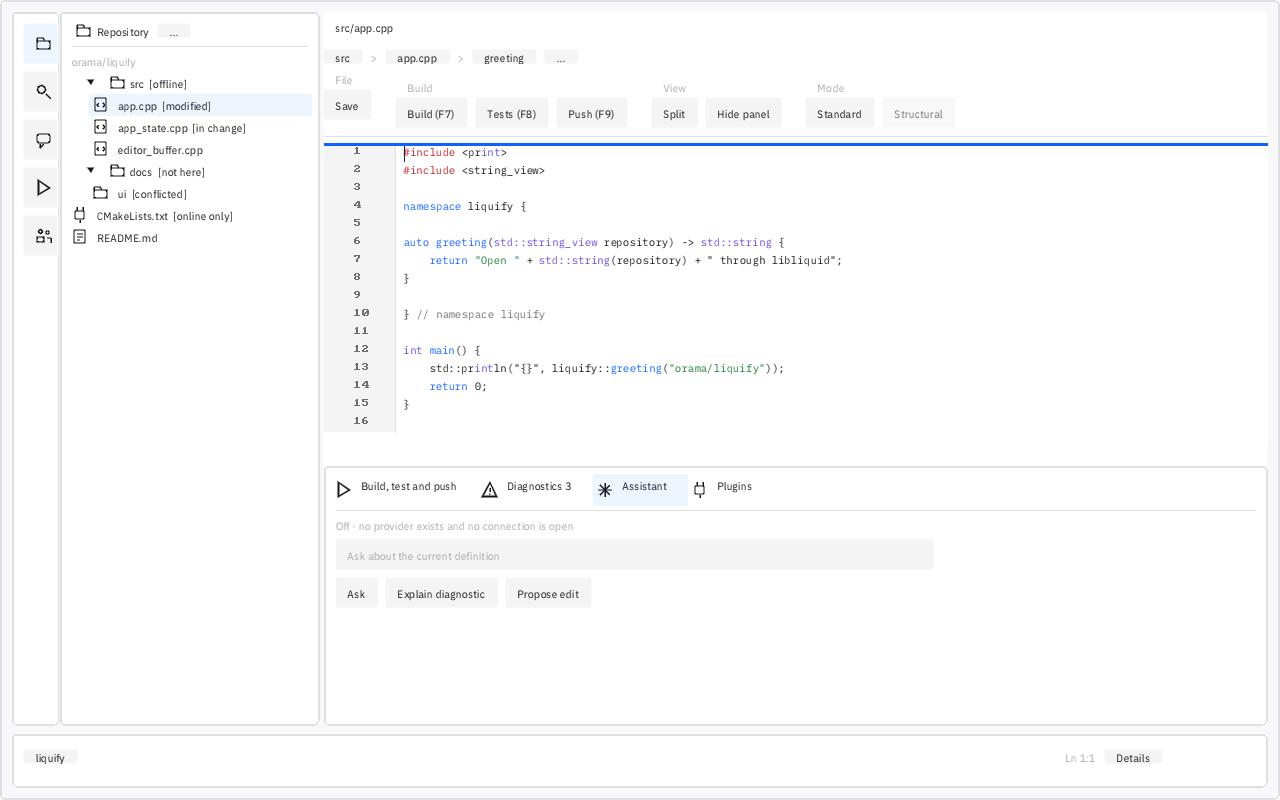 Repository ...
orama/liquify
src [offline]
app.cpp [modified]
app_state.cpp [in change]
editor_buffer.cpp
docs [not here]
ui [conflicted]
CMakeLists.txt [online only]
README.md
src/app.cpp
src > app.cpp > greeting ...
File Build View Mode
Save Build (F7) Tests (F8) Push (F9) Split Hide panel Standard Structural
1 #include <print>
2 #include <string_view>
3
4 namespace liquify {
5
6 auto greeting(std::string_view repository) -> std::string {
7     return "Open " + std::string(repository) + " through libliquid";
8 }
9
10 } // namespace liquify
11
12 int main() {
13     std::println("{}", liquify::greeting("orama/liquify"));
14     return 0;
15 }
16
Build, test and push Diagnostics 3 Assistant Plugins
Off · no provider exists and no connection is open
Ask about the current definition
Ask Explain diagnostic Propose edit
liquify Ln 1:1 Details